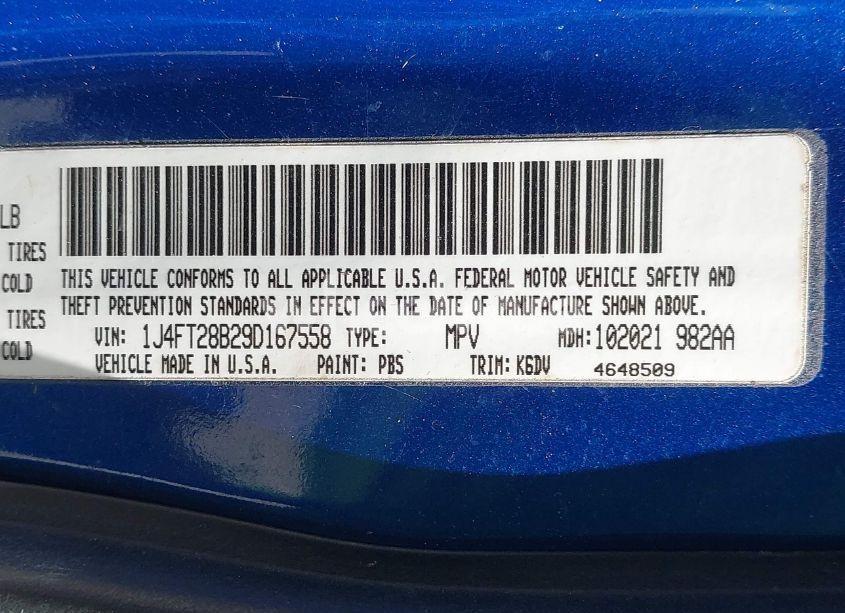 LB
TIRES
COLD THIS VEHICLE CONFORMS TO ALL APPLICABLE U.S.A. FEDERAL MOTOR VEHICLE SAFETY AND
TIRES THEFT PREVENTION STANDARDS IN EFFECT ON THE DATE OF MANUFACTURE SHOWN ABOVE.
COLD VIN: 1J4FT28B29D167558 TYPE: MPV MDH:102021 982AA
VEHICLE MADE IN U.S.A. PAINT: PBS TRIM: K6DV 4648509